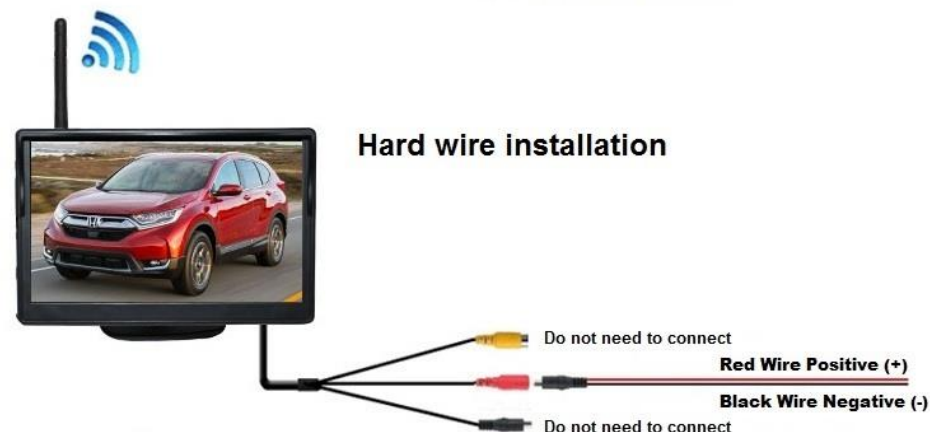 Hard wire installation
Do not need to connect
Red Wire Positive (+)
Black Wire Negative (-)
Do not need to connect